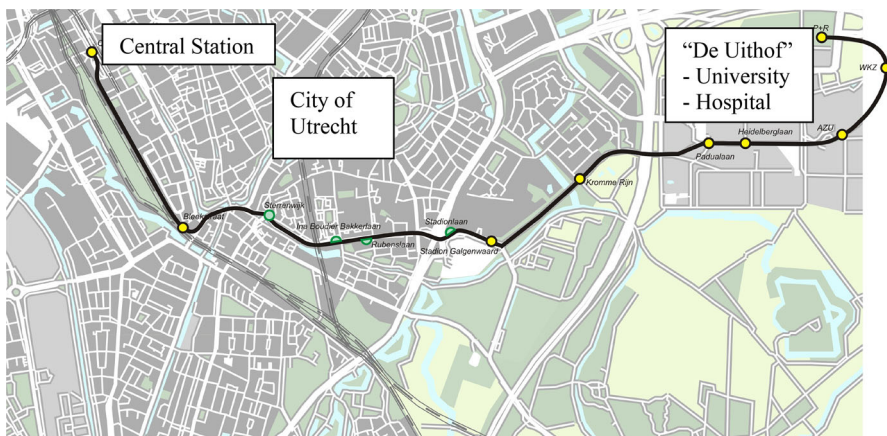 Central Station
City of
Utrecht
“De Uithof”
- University
- Hospital
P+R
WKZ
AZU
Heidelberglaan
Padualaan
Kromme Rijn
Stadionlaan
Stadion Galgenwaard
Sterrenwijk
Ina Boudier Bakkerlaan
Rubenslaan
Bleekstraat